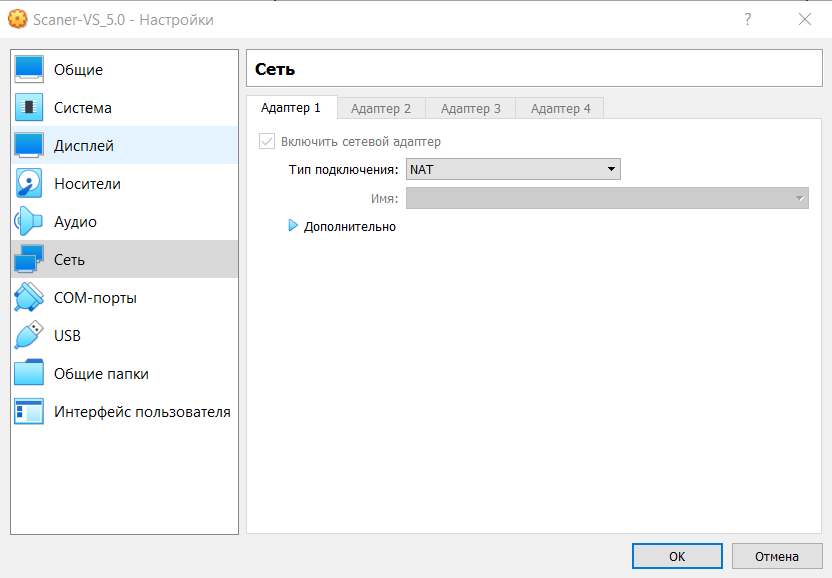 Scaner-VS_5.0 - Настройки
?
Общие
Система
Дисплей
Носители
Аудио
Сеть
COM-порты
USB
Общие папки
Интерфейс пользователя
Сеть
Адаптер 1 Адаптер 2 Адаптер 3 Адаптер 4
Включить сетевой адаптер
Тип подключения: NAT
Имя:
Дополнительно
OK Отмена